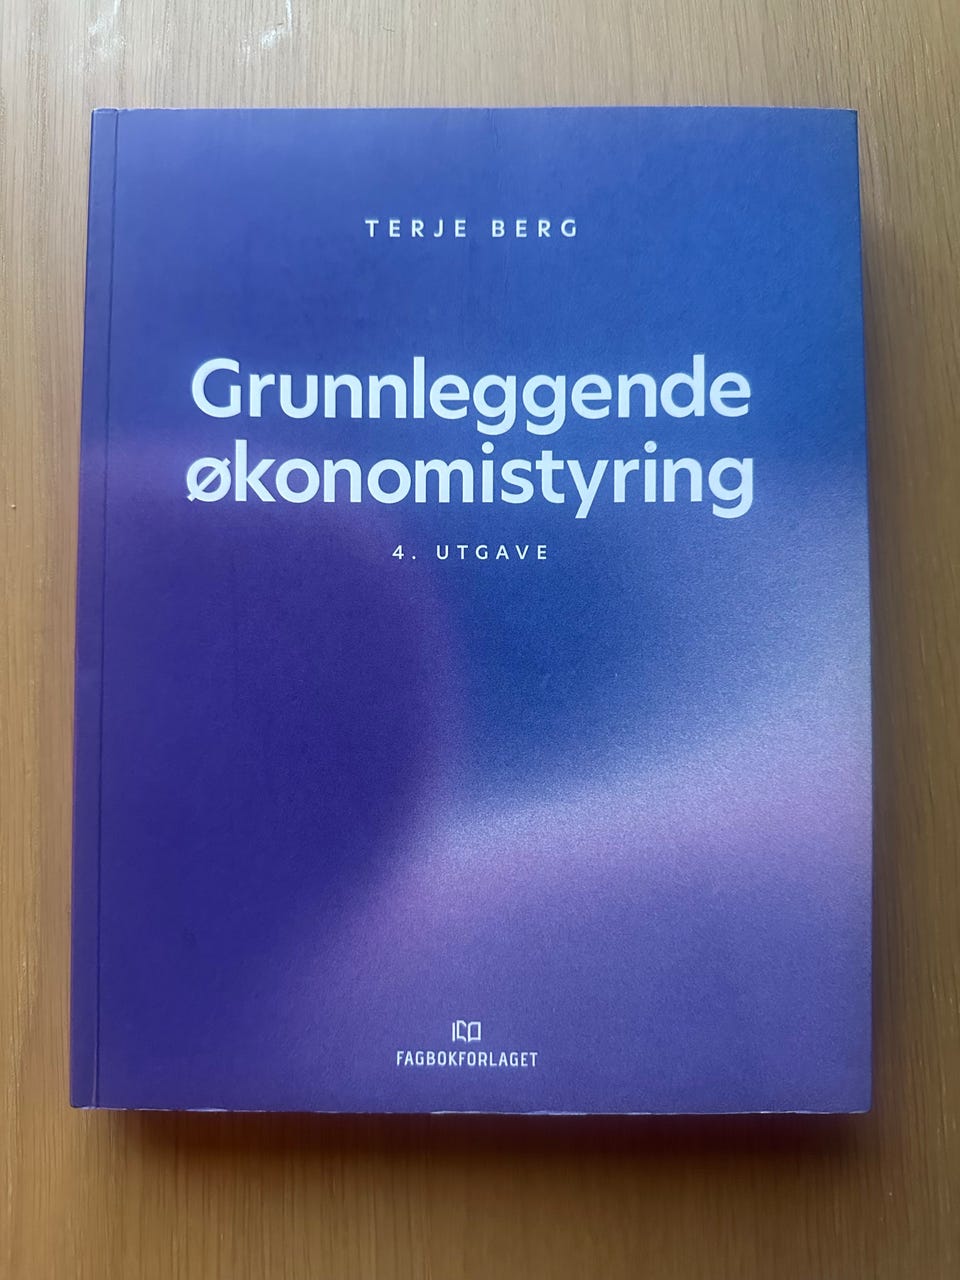 TERJE BERG
Grunnleggende
økonomistyring
4. UTGAVE
FAGBOKFORLAGET